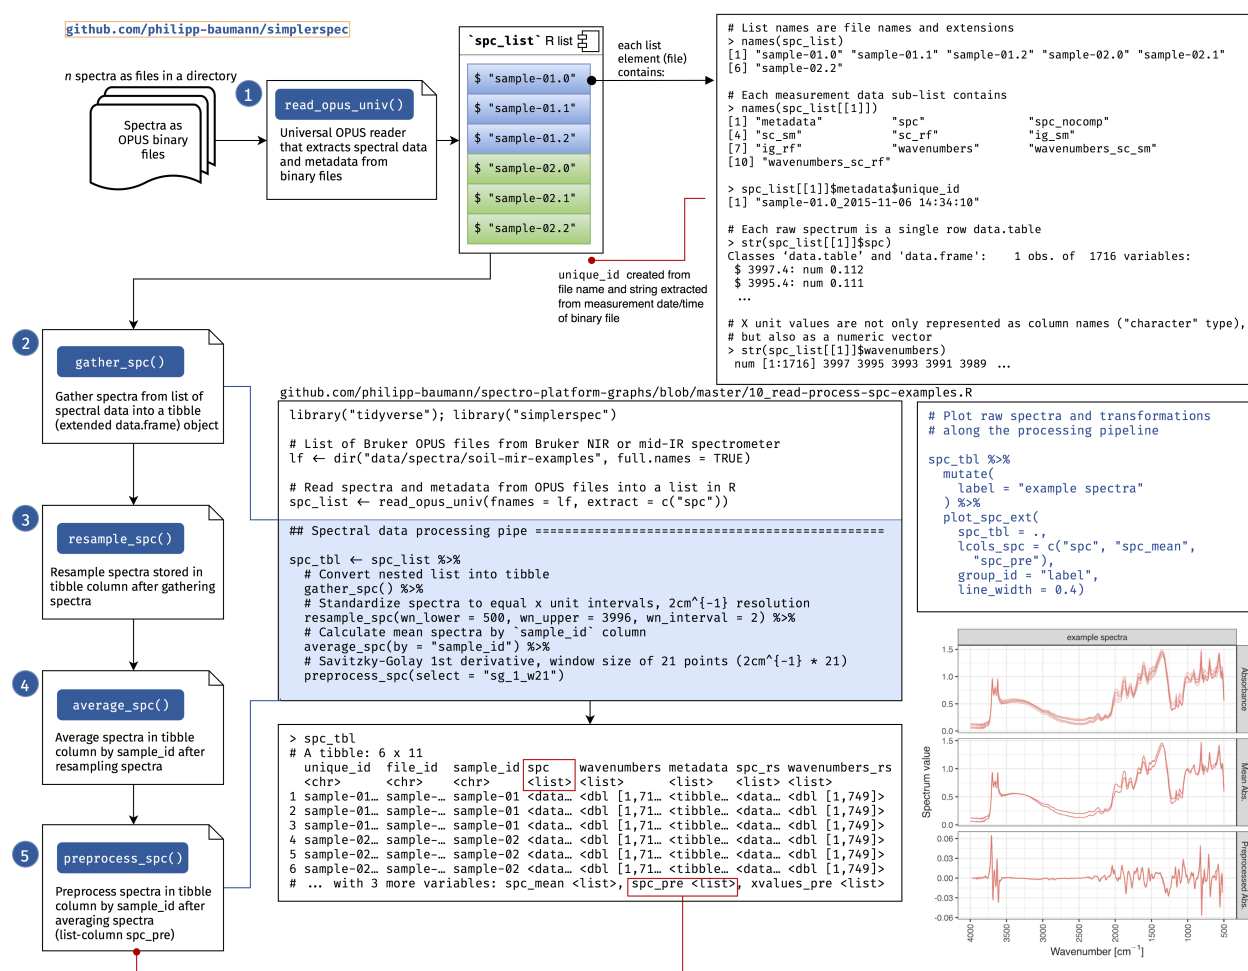 github.com/philipp-baumann/simplerspec
n spectra as files in a directory
Spectra as
OPUS binary
files
1
read_opus_univ()
Universal OPUS reader
that extracts spectral data
and metadata from
binary files
`spc_list` R list
$ "sample-01.0"
$ "sample-01.1"
$ "sample-01.2"
$ "sample-02.0"
$ "sample-02.1"
$ "sample-02.2"
each list
element (file)
contains:
# List names are file names and extensions
> names(spc_list)
[1] "sample-01.0" "sample-01.1" "sample-01.2" "sample-02.0" "sample-02.1"
[6] "sample-02.2"
# Each measurement data sub-list contains
> names(spc_list[[1]])
[1] "metadata" "spc" "spc_nocomp"
[4] "sc_sm" "sc_rf" "ig_sm"
[7] "ig_rf" "wavenumbers" "wavenumbers_sc_sm"
[10] "wavenumbers_sc_rf"
> spc_list[[1]]$metadata$unique_id
[1] "sample-01.0_2015-11-06 14:34:10"
# Each raw spectrum is a single row data.table
> str(spc_list[[1]]$spc)
Classes ‘data.table’ and 'data.frame': 1 obs. of 1716 variables:
$ 3997.4: num 0.112
$ 3995.4: num 0.111
...
# X unit values are not only represented as column names ("character" type),
# but also as a numeric vector
> str(spc_list[[1]]$wavenumbers)
num [1:1716] 3997 3995 3993 3991 3989 ...
unique_id created from
file name and string extracted
from measurement date/time
of binary file
2
gather_spc()
Gather spectra from list of
spectral data into a tibble
(extended data.frame) object
3
resample_spc()
Resample spectra stored in
tibble column after gathering
spectra
4
average_spc()
Average spectra in tibble
column by sample_id after
resampling spectra
5
preprocess_spc()
Preprocess spectra in tibble
column by sample_id after
averaging spectra
(list-column spc_pre)
github.com/philipp-baumann/spectro-platform-graphs/blob/master/10_read-process-spc-examples.R
library("tidyverse"); library("simplerspec")
# List of Bruker OPUS files from Bruker NIR or mid-IR spectrometer
lf ← dir("data/spectra/soil-mir-examples", full.names = TRUE)
# Read spectra and metadata from OPUS files into a list in R
spc_list ← read_opus_univ(fnames = lf, extract = c("spc"))
## Spectral data processing pipe ===========================================
spc_tbl ← spc_list %>%
# Convert nested list into tibble
gather_spc() %>%
# Standardize spectra to equal x unit intervals, 2cm^{-1} resolution
resample_spc(wn_lower = 500, wn_upper = 3996, wn_interval = 2) %>%
# Calculate mean spectra by `sample_id` column
average_spc(by = "sample_id") %>%
# Savitzky-Golay 1st derivative, window size of 21 points (2cm^{-1} * 21)
preprocess_spc(select = "sg_1_w21")
> spc_tbl
# A tibble: 6 x 11
unique_id file_id sample_id spc wavenumbers metadata spc_rs wavenumbers_rs
<chr> <chr> <chr> <list> <list> <list> <list> <list>
1 sample-01… sample-… sample-01 <data… <dbl [1,71… <tibble… <data… <dbl [1,749]>
2 sample-01… sample-… sample-01 <data… <dbl [1,71… <tibble… <data… <dbl [1,749]>
3 sample-01… sample-… sample-01 <data… <dbl [1,71… <tibble… <data… <dbl [1,749]>
4 sample-02… sample-… sample-02 <data… <dbl [1,71… <tibble… <data… <dbl [1,749]>
5 sample-02… sample-… sample-02 <data… <dbl [1,71… <tibble… <data… <dbl [1,749]>
6 sample-02… sample-… sample-02 <data… <dbl [1,71… <tibble… <data… <dbl [1,749]>
# ... with 3 more variables: spc_mean <list>, spc_pre <list>, xvalues_pre <list>
# Plot raw spectra and transformations
# along the processing pipeline
spc_tbl %>%
mutate(
label = "example spectra"
) %>%
plot_spc_ext(
spc_tbl = .,
lcols_spc = c("spc", "spc_mean",
"spc_pre"),
group_id = "label",
line_width = 0.4)
example spectra
1.5
1.0
0.5
0.0
Absorbance
1.5
1.0
0.5
0.0
Mean Abs.
0.06
0.03
0.00
-0.03
-0.06
Preprocessed Abs.
Spectrum value
4000 3500 3000 2500 2000 1500 1000 500
Wavenumber [cm⁻¹]